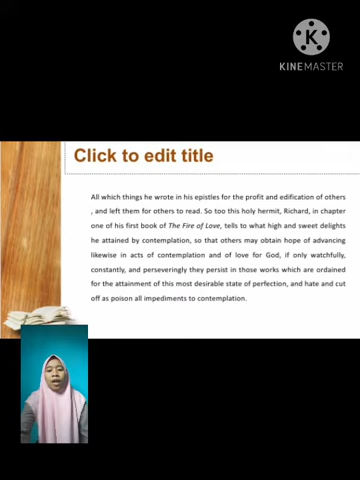 KINEMASTER
Click to edit title
All which things he wrote in his epistles for the profit and edification of others
, and left them for others to read. So too this holy hermit, Richard, in chapter
one of his first book of The Fire of Love, tells to what high and sweet delights
he attained by contemplation, so that others may obtain hope of advancing
likewise in acts of contemplation and of love for God, if only watchfully,
constantly, and perseveringly they persist in those works which are ordained
for the attainment of this most desirable state of perfection, and hate and cut
off as poison all impediments to contemplation.